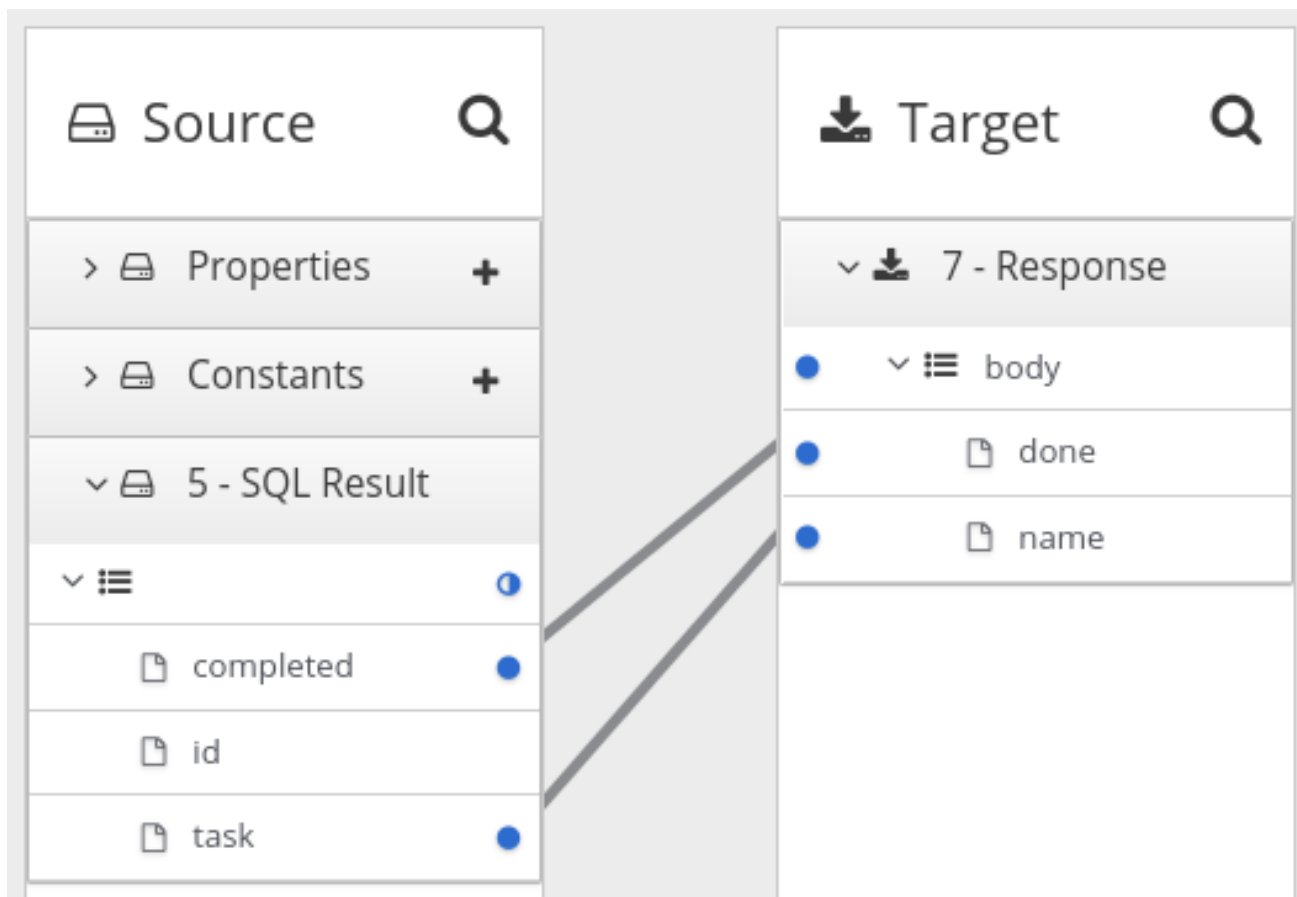 Source
Properties
Constants
5 - SQL Result
completed
id
task
Target
7 - Response
body
done
name